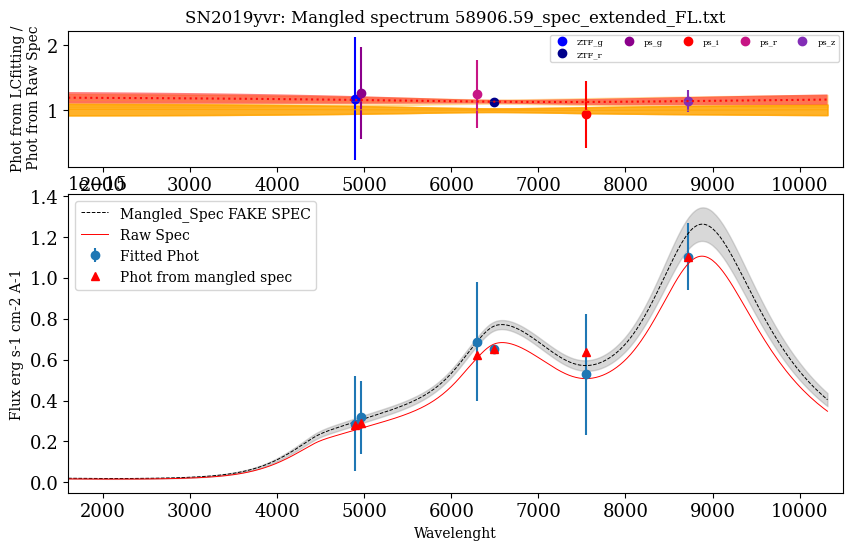 SN2019yvr: Mangled spectrum 58906.59_spec_extended_FL.txt
Phot from LCfitting /
Phot from Raw Spec
2
1
ZTF_g
ps_g
ps_i
ps_r
ps_z
ZTF_r
1e-15
2000 3000 4000 5000 6000 7000 8000 9000 10000
Flux erg s-1 cm-2 A-1
1.4
1.2
1.0
0.8
0.6
0.4
0.2
0.0
Mangled_Spec FAKE SPEC
Raw Spec
Fitted Phot
Phot from mangled spec
2000 3000 4000 5000 6000 7000 8000 9000 10000
Wavelenght